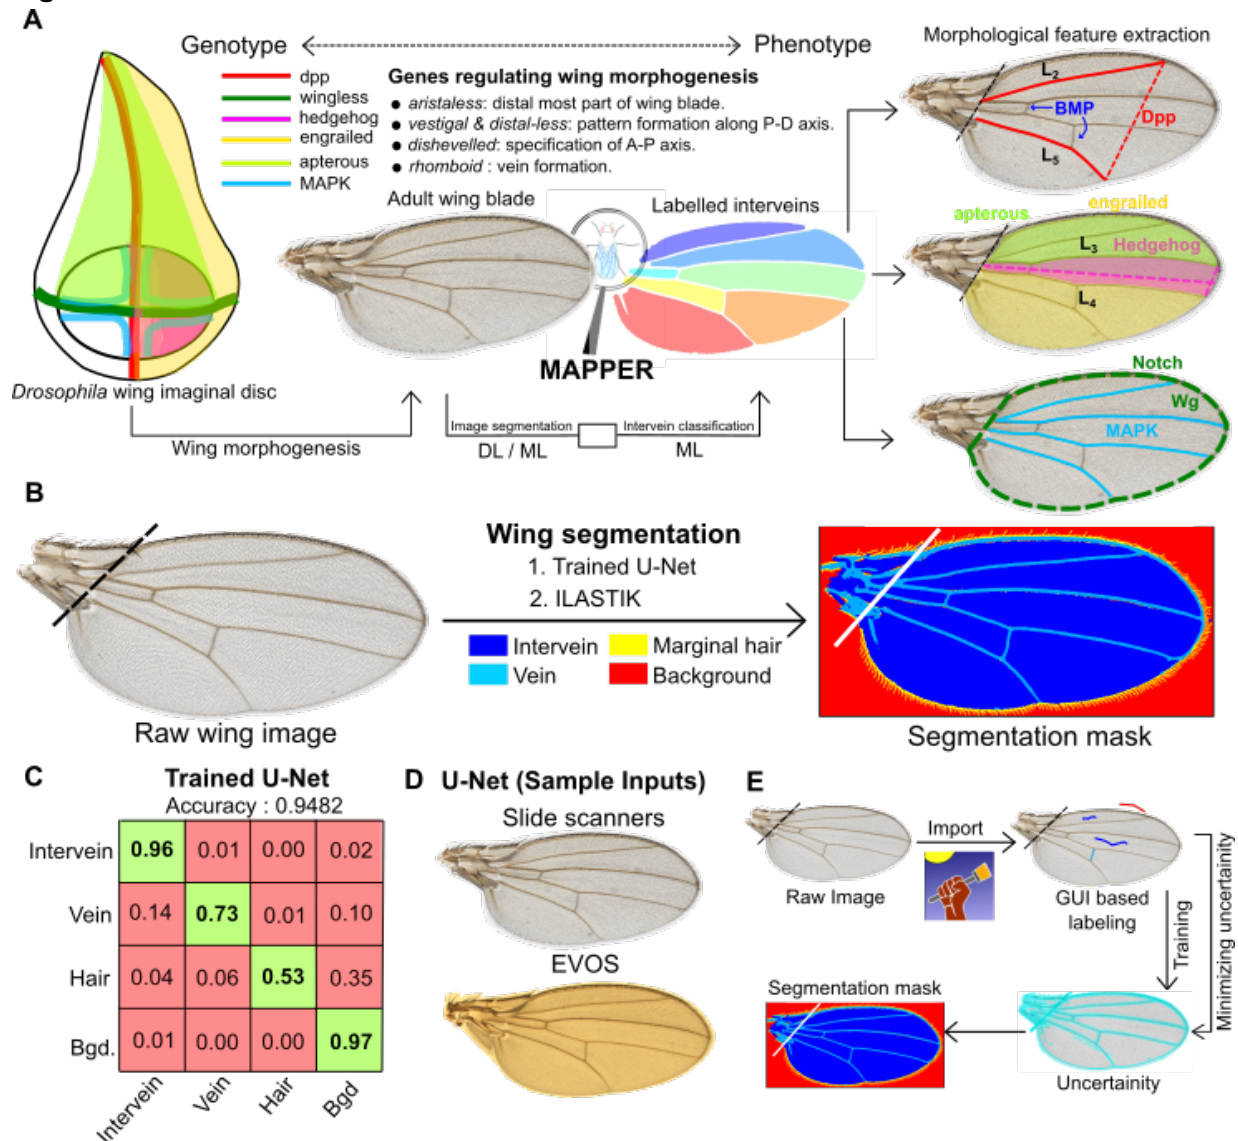 A
Genotype
Phenotype
dpp
wingless
hedgehog
engrailed
apterous
MAPK
Genes regulating wing morphogenesis
● aristaless: distal most part of wing blade.
● vestigal & distal-less: pattern formation along P-D axis.
● dishevelled: specification of A-P axis.
● rhomboid : vein formation.
Adult wing blade
Labelled interveins
MAPPER
Drosophila wing imaginal disc
Wing morphogenesis
Image segmentation
DL / ML
Intervein classification
ML
Morphological feature extraction
L2
BMP
Dpp
L5
apterous
engrailed
L3
Hedgehog
L4
Notch
Wg
MAPK
B
Raw wing image
Wing segmentation
1. Trained U-Net
2. ILASTIK
Intervein
Marginal hair
Vein
Background
Segmentation mask
C
Trained U-Net
Accuracy : 0.9482
Intervein 0.96 0.01 0.00 0.02
Vein 0.14 0.73 0.01 0.10
Hair 0.04 0.06 0.53 0.35
Bgd. 0.01 0.00 0.00 0.97
Intervein Vein Hair Bgd
D
U-Net (Sample Inputs)
Slide scanners
EVOS
E
Raw Image
Import
GUI based
labeling
Training
Minimizing uncertainity
Uncertainity
Segmentation mask